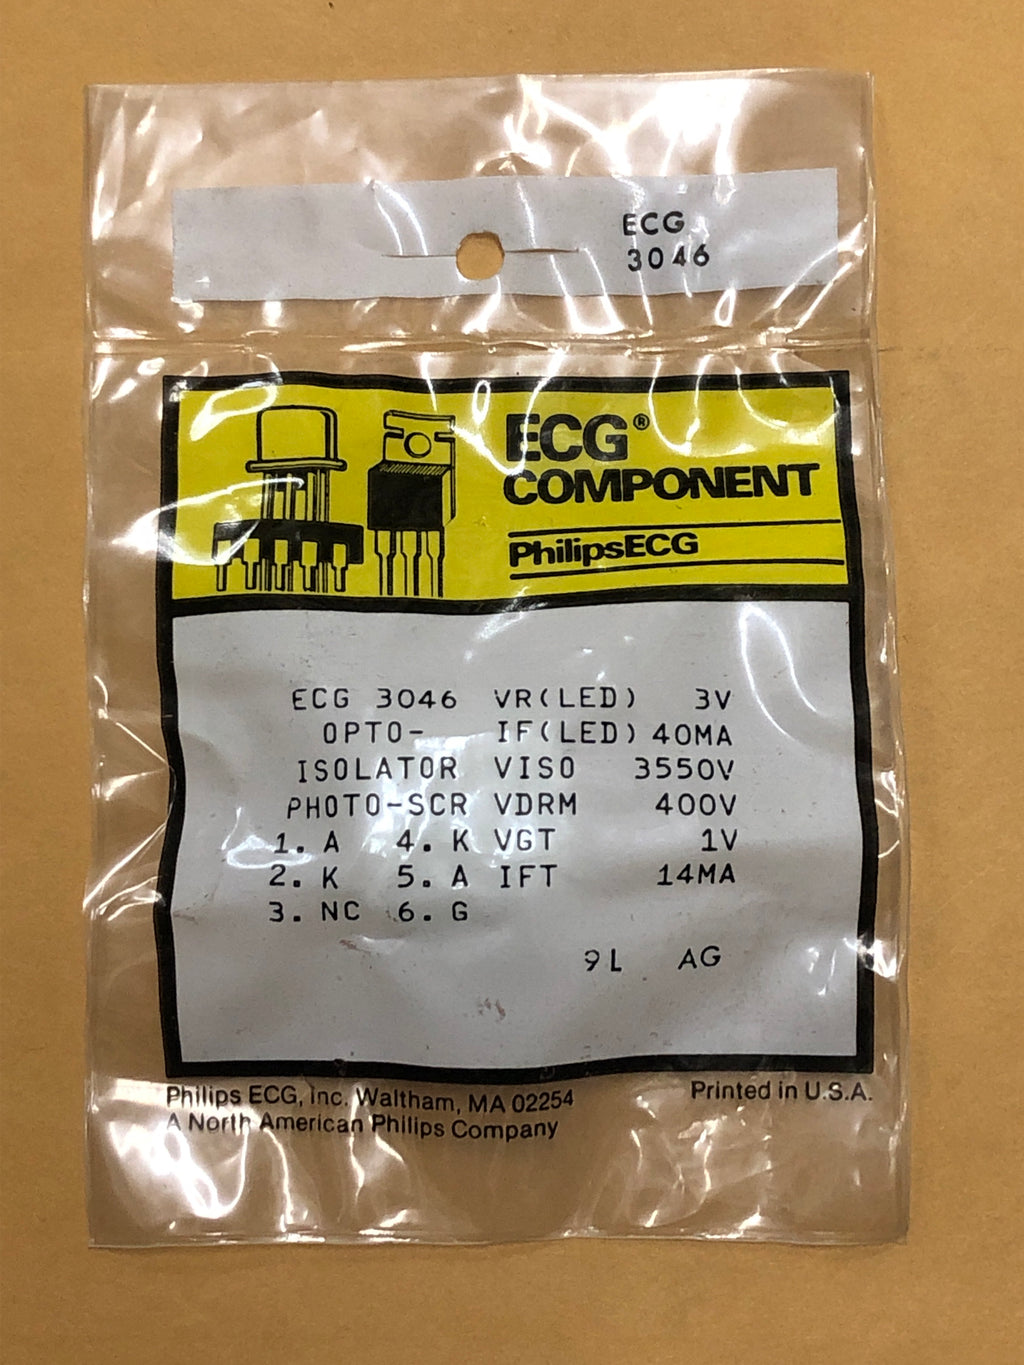 ECG
3046
ECG®
COMPONENT
PhilipsECG
ECG 3046 VR(LED) 3V
OPTO- IF(LED) 40MA
ISOLATOR VISO 3550V
PHOTO-SCR VDRM 400V
1. A 4. K VGT 1V
2. K 5. A IFT 14MA
3. NC 6. G
9L AG
Philips ECG, Inc. Waltham, MA 02254
A North American Philips Company
Printed in U.S.A.